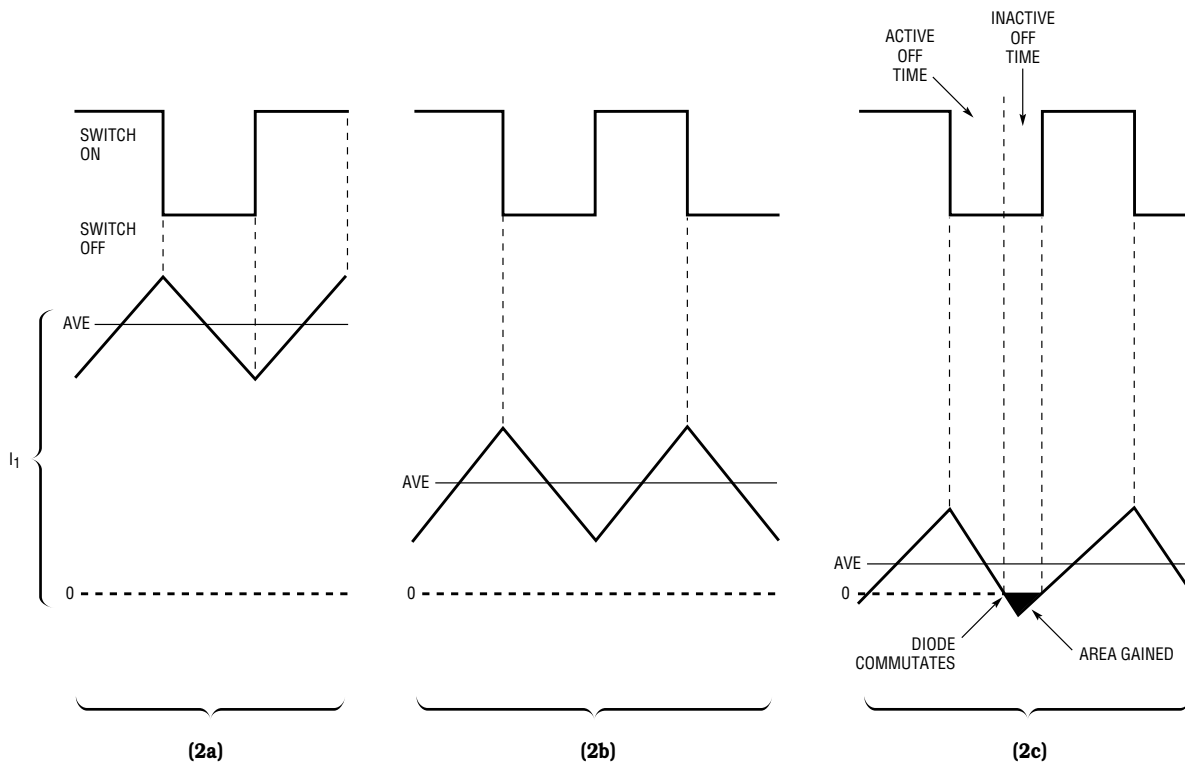 ACTIVE
OFF
TIME
INACTIVE
OFF
TIME
SWITCH
ON
SWITCH
OFF
AVE
I1
0
AVE
0
AVE
0
DIODE
COMMUTATES
AREA GAINED
(2a)
(2b)
(2c)